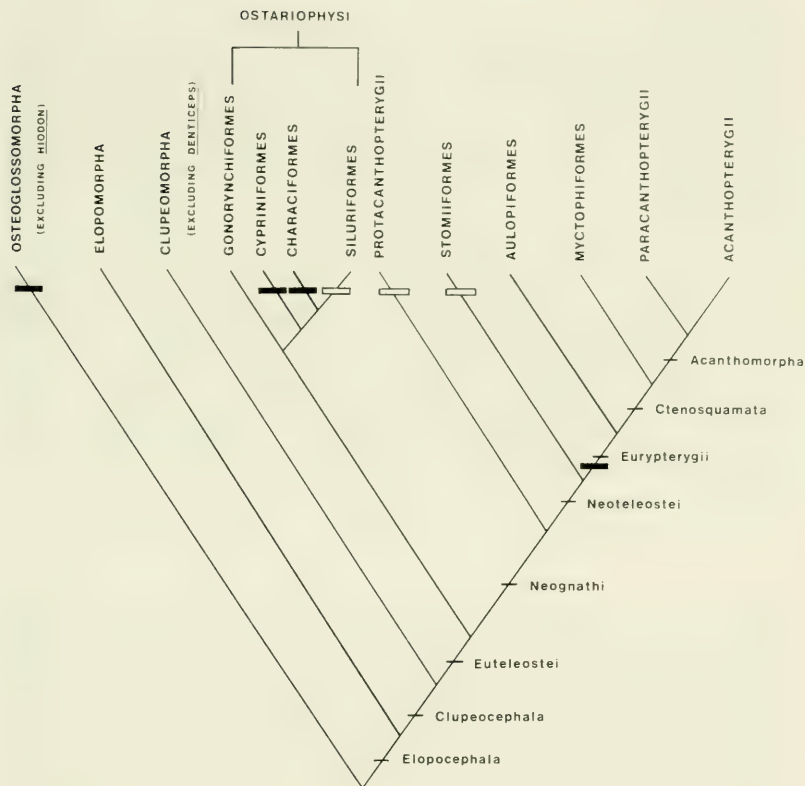 OSTARIOPHYSI
OSTEOGLOSSOMORPHA
(EXCLUDING HIODON)
ELOPOMORPHA
CLUPEOMORPHA
(EXCLUDING DENTICEPS)
GONORYNCHIFORMES
CYPRINIFORMES
CHARACIFORMES
SILURIFORMES
PROTACANTHOPTERYGII
STOMIIFORMES
AULOPIFORMES
MYCTOPHIFORMES
PARACANTHOPTERYGII
ACANTHOPTERYGII
Acanthomorpha
Ctenosquamata
Eurypterygii
Neoteleostei
Neognathi
Euteleostei
Clupeocephala
Elopocephala